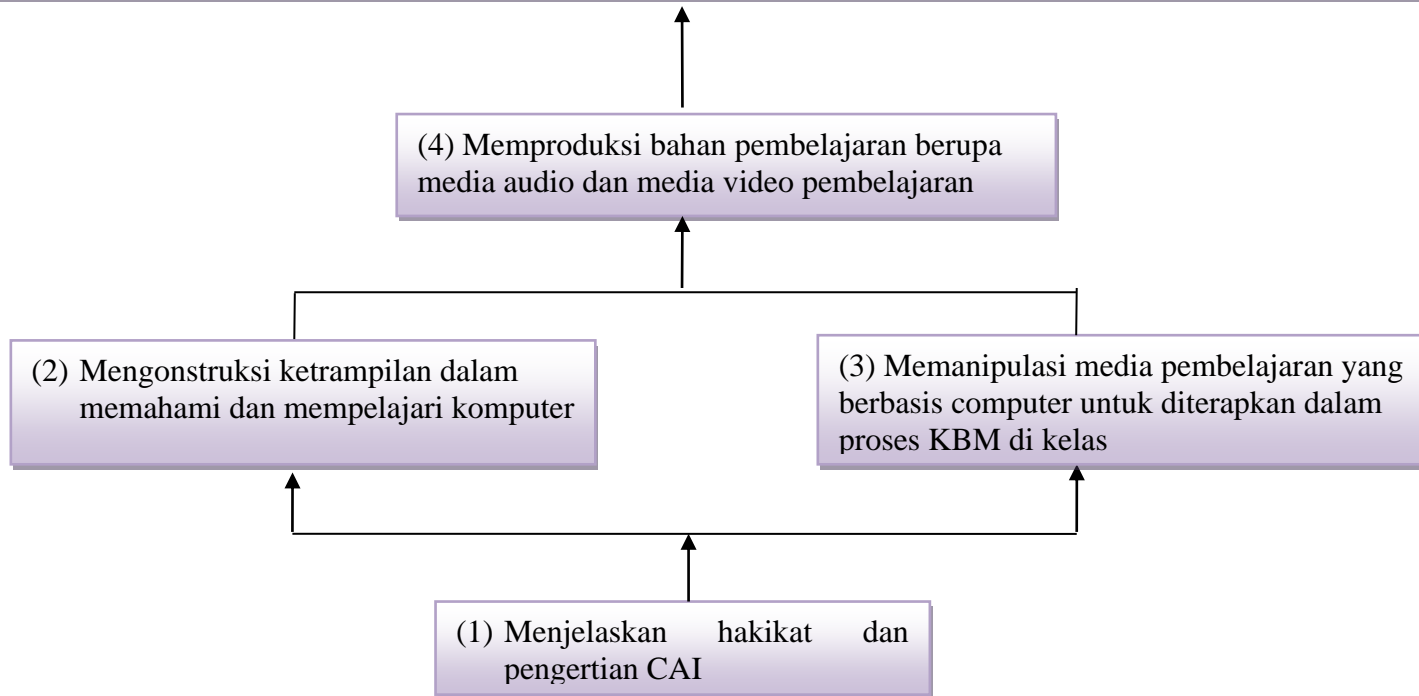 (4) Memproduksi bahan pembelajaran berupa
media audio dan media video pembelajaran
(2) Mengonstruksi ketrampilan dalam
memahami dan mempelajari komputer
(3) Memanipulasi media pembelajaran yang
berbasis computer untuk diterapkan dalam
proses KBM di kelas
(1) Menjelaskan hakikat dan
pengertian CAI